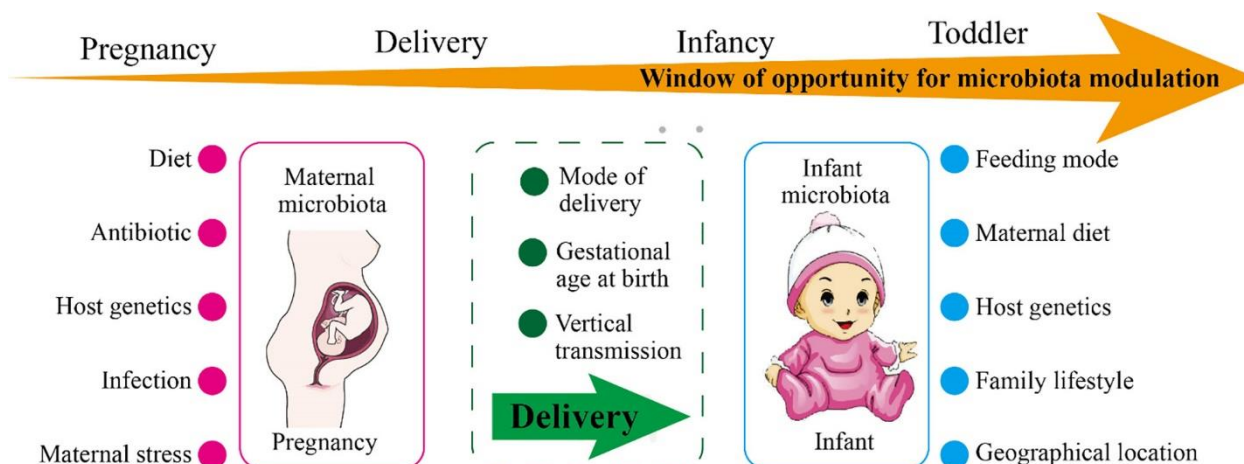 Pregnancy
Delivery
Infancy
Toddler
Window of opportunity for microbiota modulation
Diet
Antibiotic
Host genetics
Infection
Maternal stress
Maternal
microbiota
Pregnancy
Mode of
delivery
Gestational
age at birth
Vertical
transmission
Delivery
Infant
microbiota
Infant
Feeding mode
Maternal diet
Host genetics
Family lifestyle
Geographical location